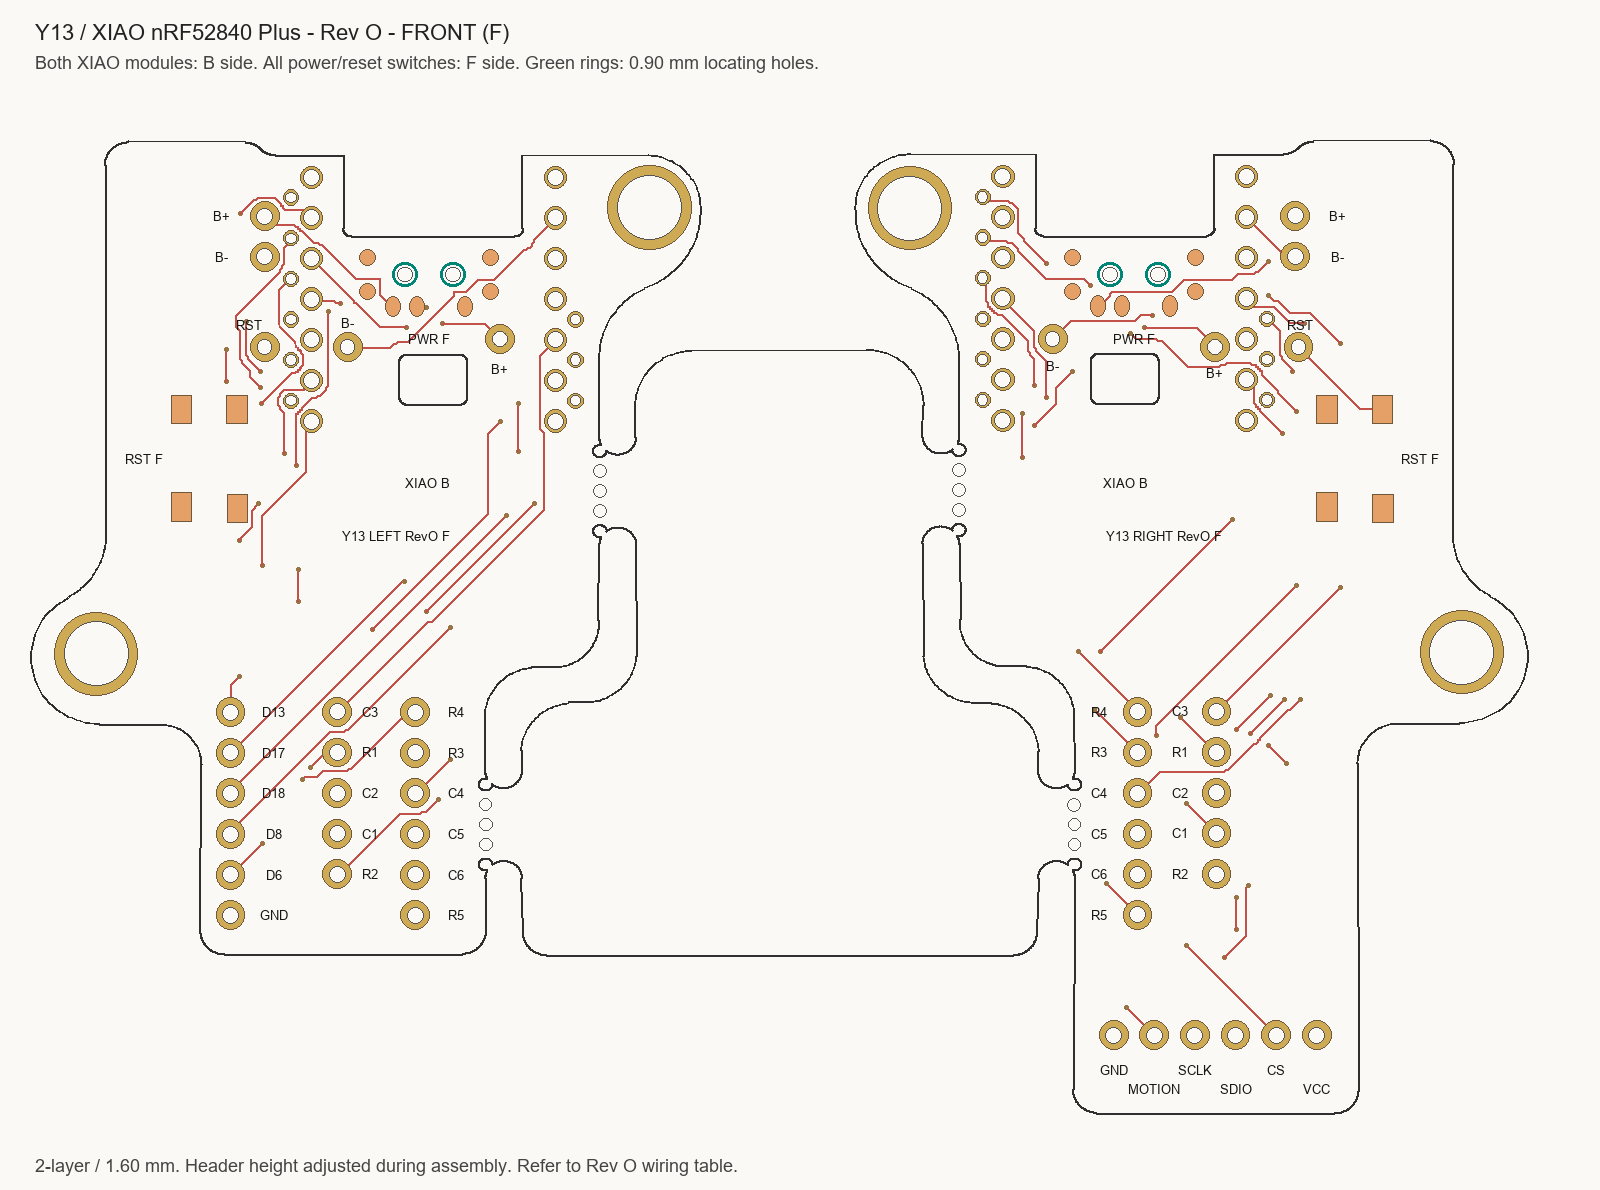 Y13 / XIAO nRF52840 Plus - Rev O - FRONT (F)
Both XIAO modules: B side. All power/reset switches: F side. Green rings: 0.90 mm locating holes.
B+
B+
B-
B-
RST
B-
RST
PWR F
PWR F
B-
B+
B+
RST F
RST F
XIAO B
XIAO B
Y13 LEFT RevO F
Y13 RIGHT RevO F
D13
C3
R4
R4
C3
D17
R1
R3
R3
R1
D18
C2
C4
C4
C2
D8
C1
C5
C5
C1
D6
R2
C6
C6
R2
GND
R5
R5
GND
SCLK
CS
MOTION
SDIO
VCC
2-layer / 1.60 mm. Header height adjusted during assembly. Refer to Rev O wiring table.